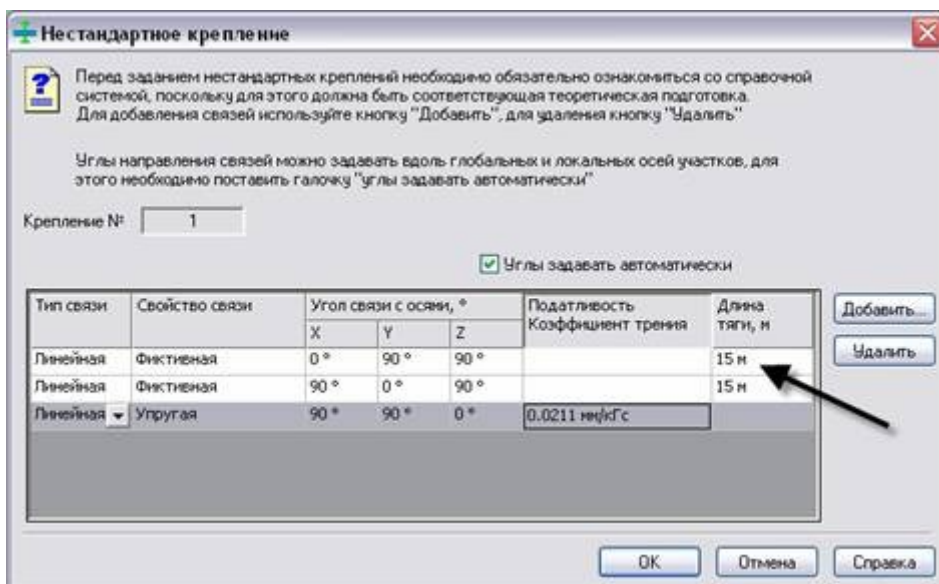 Нестандартное крепление
Перед заданием нестандартных креплений необходимо обязательно ознакомиться со справочной
системой, поскольку для этого должна быть соответствующая теоретическая подготовка.
Для добавления связей используйте кнопку "Добавить", для удаления кнопку "Удалить"
Углы направления связей можно задавать вдоль глобальных и локальных осей участков, для
этого необходимо поставить галочку "углы задавать автоматически"
Крепление № 1
Углы задавать автоматически
Тип связи Свойство связи Угол связи с осями, ° Податливость Коэффициент трения Длина тяги, м
X Y Z
Линейная Фиктивная 0 ° 90 ° 90 ° 15 м
Линейная Фиктивная 90 ° 0 ° 90 ° 15 м
Линейная Упругая 90 ° 90 ° 0 ° 0.0211 мм/кГс
Добавить...
Удалить
OK Отмена Справка